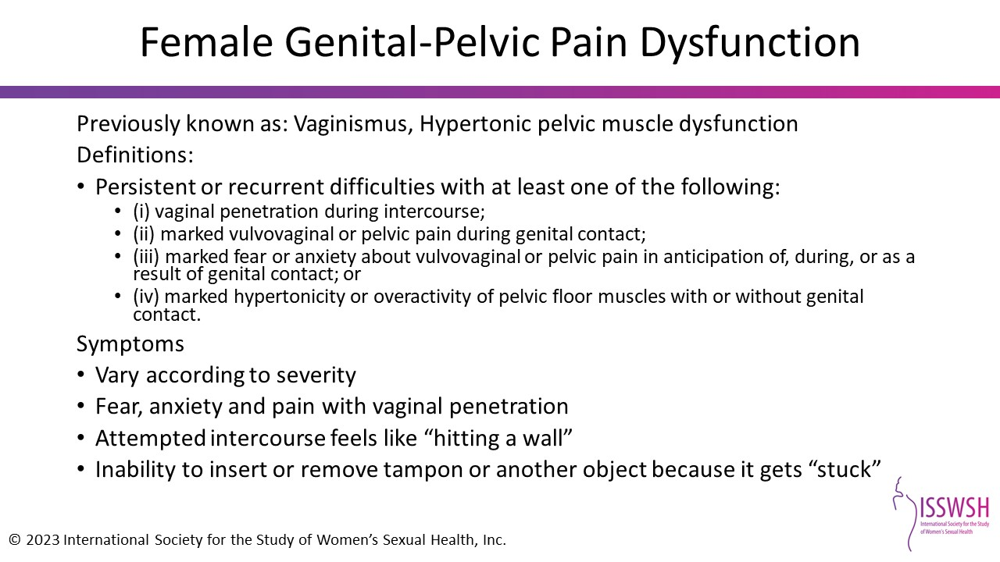 Female Genital-Pelvic Pain Dysfunction
Previously known as: Vaginismus, Hypertonic pelvic muscle dysfunction
Definitions:
• Persistent or recurrent difficulties with at least one of the following:
• (i) vaginal penetration during intercourse;
• (ii) marked vulvovaginal or pelvic pain during genital contact;
• (iii) marked fear or anxiety about vulvovaginal or pelvic pain in anticipation of, during, or as a
result of genital contact; or
• (iv) marked hypertonicity or overactivity of pelvic floor muscles with or without genital
contact.
Symptoms
• Vary according to severity
• Fear, anxiety and pain with vaginal penetration
• Attempted intercourse feels like “hitting a wall”
• Inability to insert or remove tampon or another object because it gets “stuck”
ISSWSH
International Society for the Study
of Women's Sexual Health
© 2023 International Society for the Study of Women’s Sexual Health, Inc.